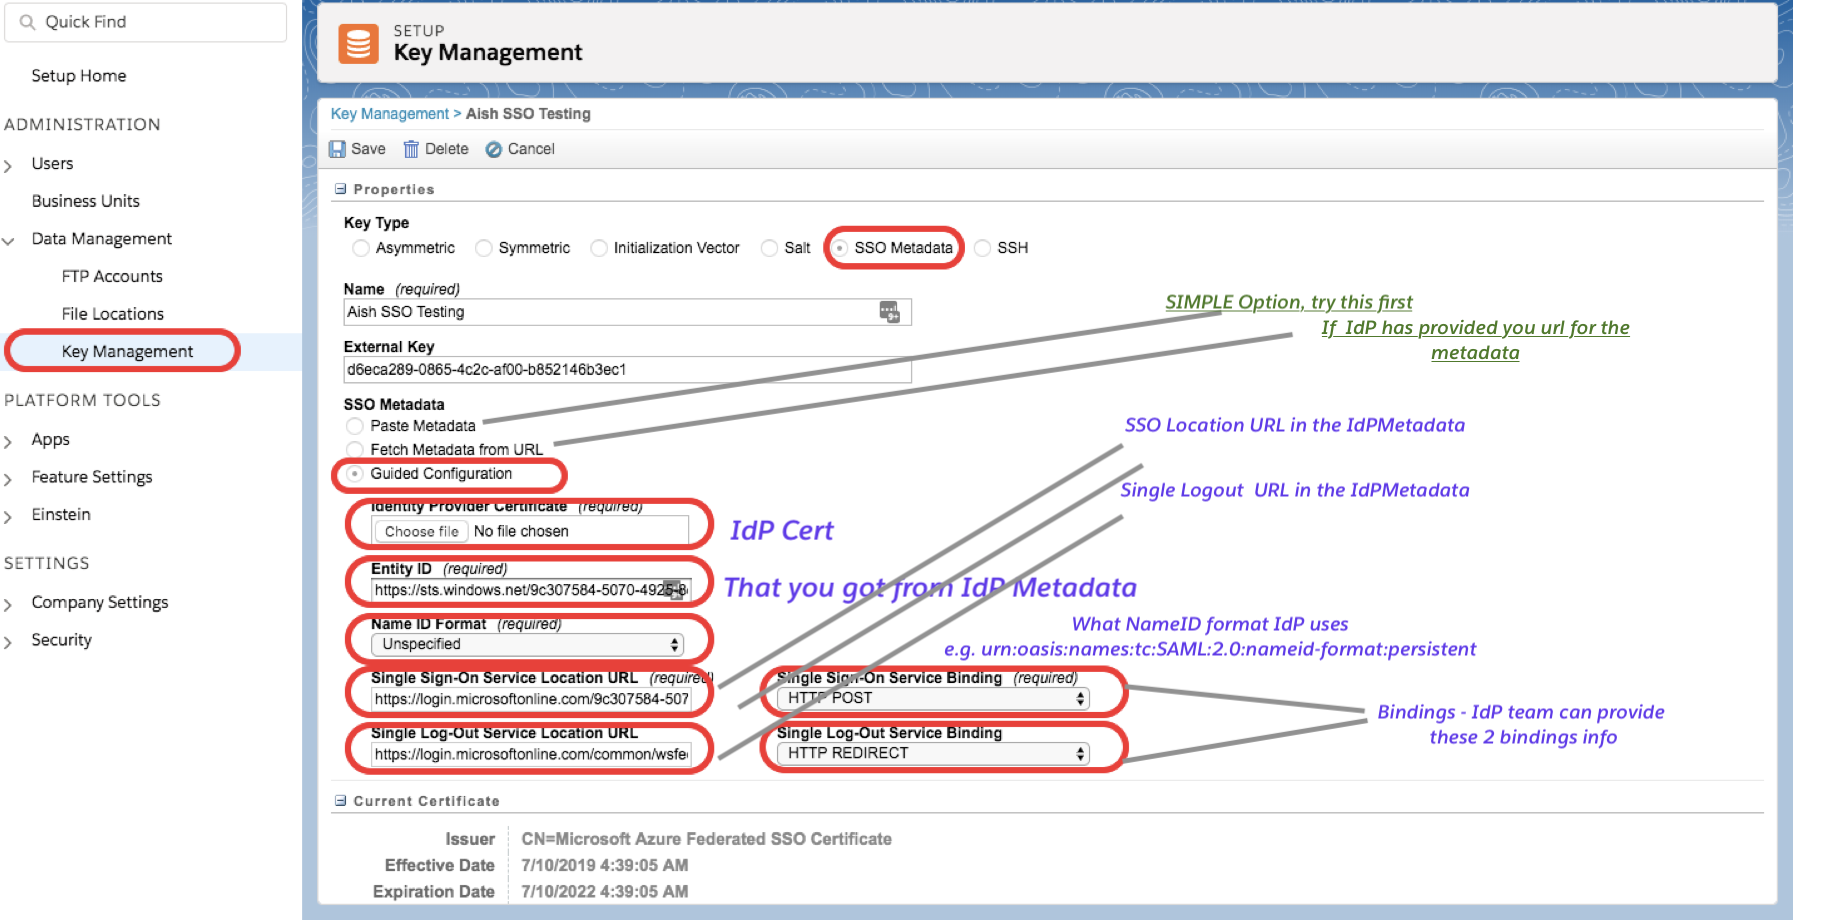 Quick Find
Setup Home
ADMINISTRATION
Users
Business Units
Data Management
FTP Accounts
File Locations
Key Management
PLATFORM TOOLS
Apps
Feature Settings
Einstein
SETTINGS
Company Settings
Security
SETUP
Key Management
Key Management > Aish SSO Testing
Save Delete Cancel
Properties
Key Type
Asymmetric Symmetric Initialization Vector Salt SSO Metadata SSH
Name (required)
Aish SSO Testing
SIMPLE Option, try this first
If IdP has provided you url for the
metadata
External Key
d6eca289-0865-4c2c-af00-b852146b3ec1
SSO Metadata
Paste Metadata
Fetch Metadata from URL
Guided Configuration
SSO Location URL in the IdPMetadata
Single Logout URL in the IdPMetadata
Identity Provider Certificate (required)
Choose file No file chosen
IdP Cert
Entity ID (required)
https://sts.windows.net/9c307584-5070-4925-8
That you got from IdP Metadata
Name ID Format (required)
Unspecified
What NameID format IdP uses
e.g. urn:oasis:names:tc:SAML:2.0:nameid-format:persistent
Single Sign-On Service Location URL (required)
https://login.microsoftonline.com/9c307584-507
Single Sign-On Service Binding (required)
HTTP POST
Single Log-Out Service Location URL
https://login.microsoftonline.com/common/wsfe
Single Log-Out Service Binding
HTTP REDIRECT
Bindings - IdP team can provide
these 2 bindings info
Current Certificate
Issuer CN=Microsoft Azure Federated SSO Certificate
Effective Date 7/10/2019 4:39:05 AM
Expiration Date 7/10/2022 4:39:05 AM